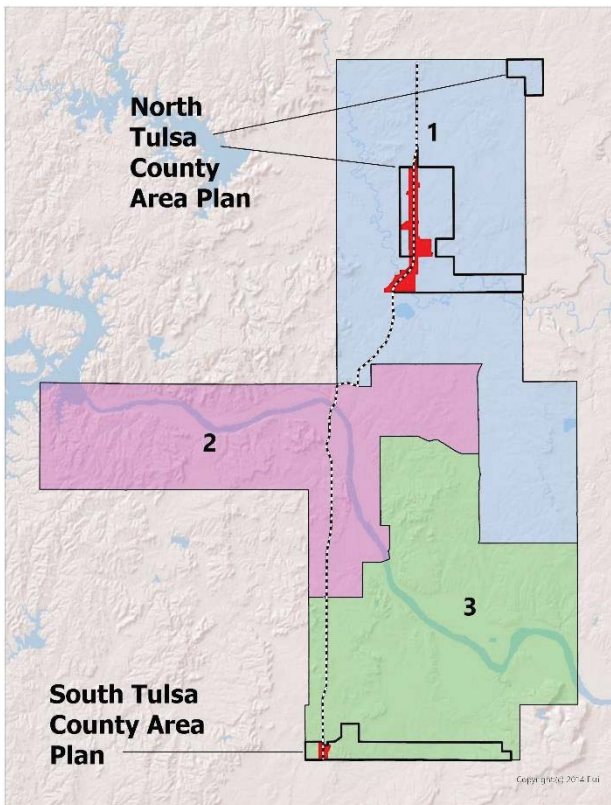 North
Tulsa
County
Area Plan
1
2
3
South Tulsa
County Area
Plan
Copyright:(c) 2014 Esri